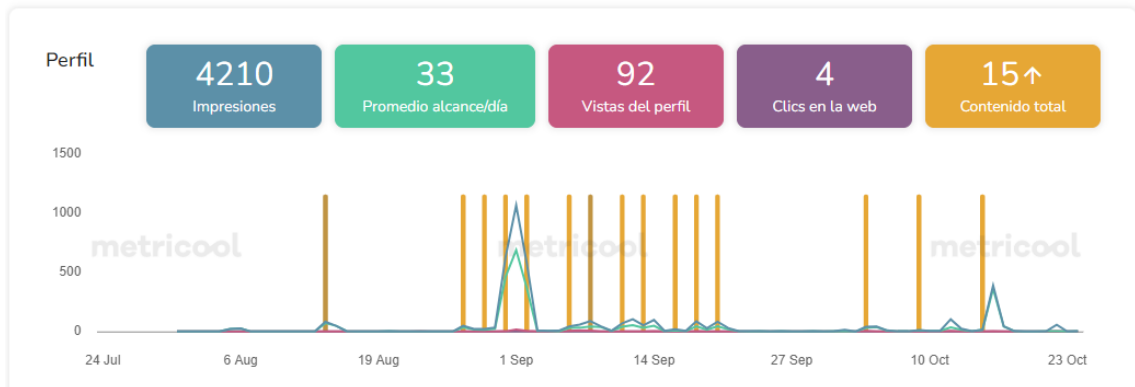 Perfil
4210
Impresiones
33
Promedio alcance/día
92
Vistas del perfil
4
Clics en la web
15↑
Contenido total
1500
1000
500
0
metricool metricool metricool
24 Jul 6 Aug 19 Aug 1 Sep 14 Sep 27 Sep 10 Oct 23 Oct